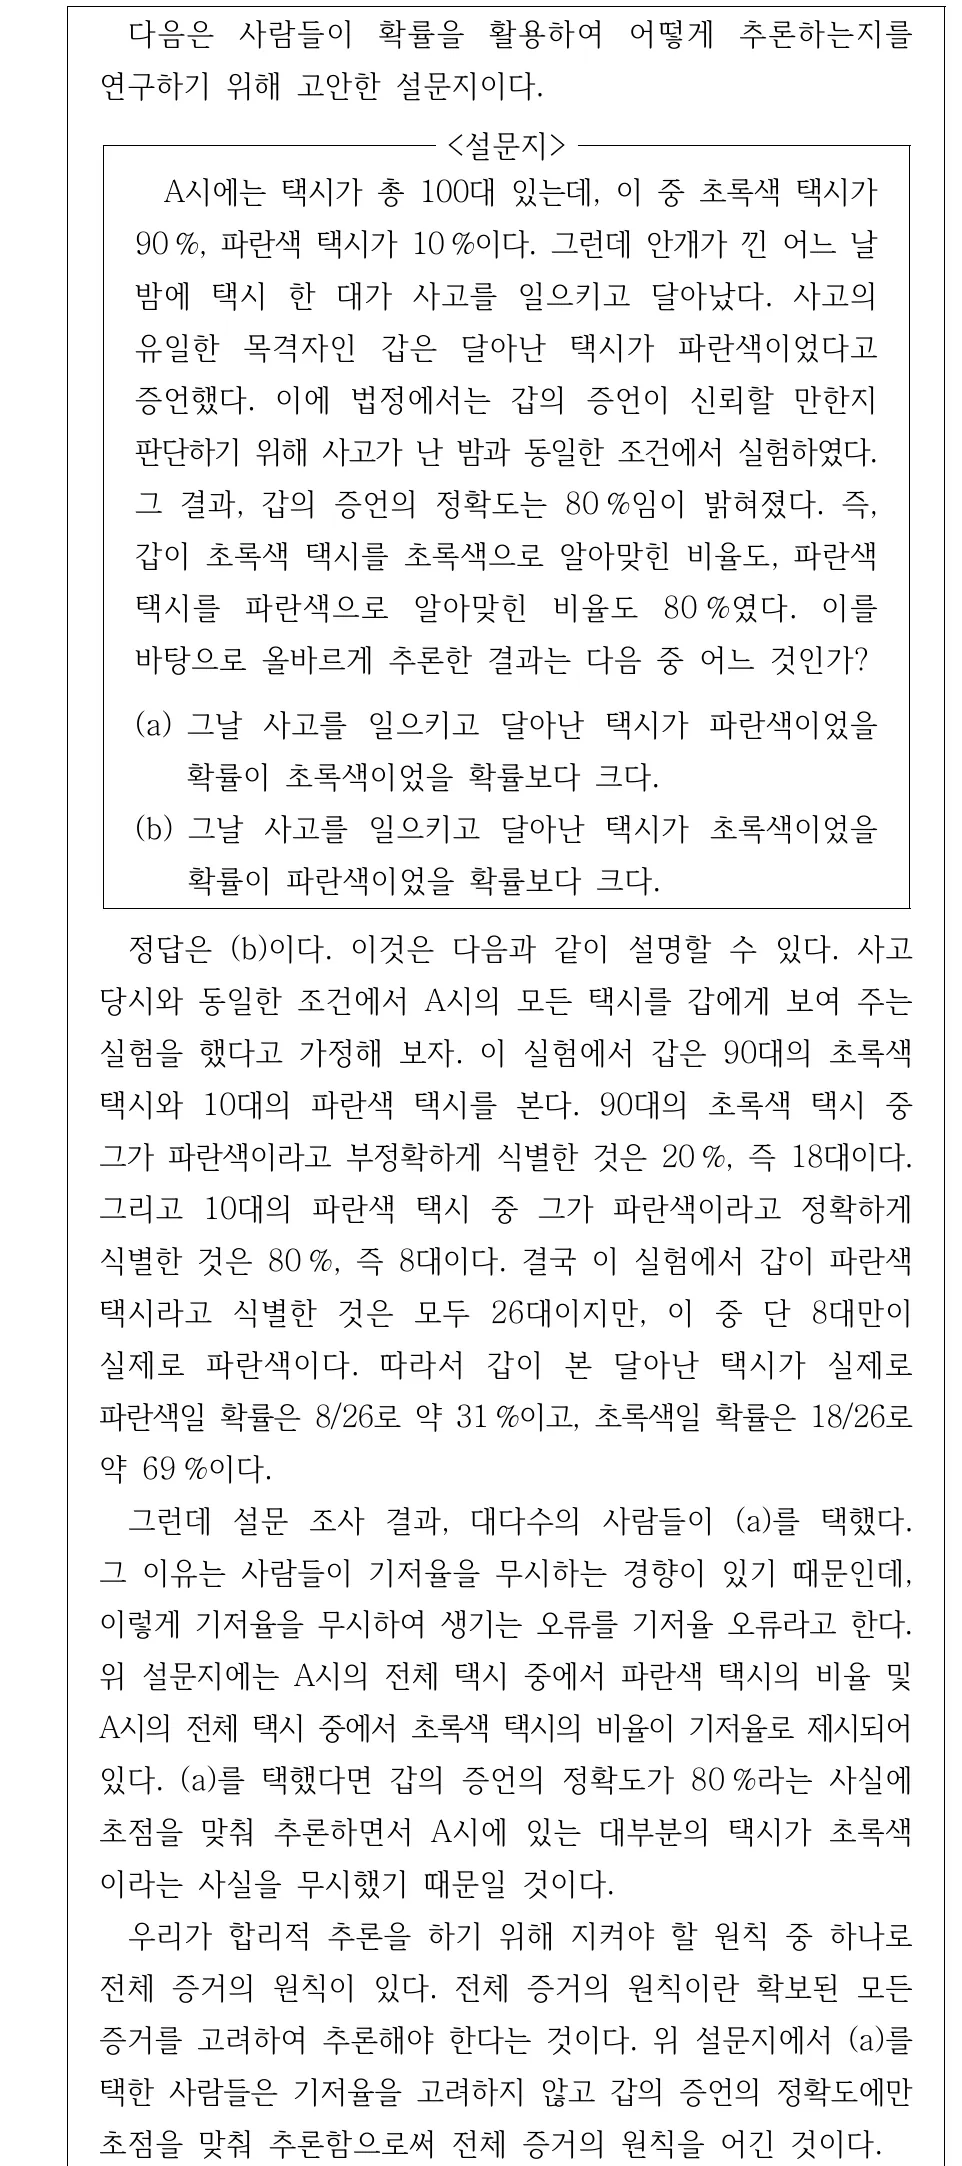 다음은 사람들이 확률을 활용하여 어떻게 추론하는지를
연구하기 위해 고안한 설문지이다.
<설문지>
A시에는 택시가 총 100대 있는데, 이 중 초록색 택시가
90 %, 파란색 택시가 10 %이다. 그런데 안개가 낀 어느 날
밤에 택시 한 대가 사고를 일으키고 달아났다. 사고의
유일한 목격자인 갑은 달아난 택시가 파란색이었다고
증언했다. 이에 법정에서는 갑의 증언이 신뢰할 만한지
판단하기 위해 사고가 난 밤과 동일한 조건에서 실험하였다.
그 결과, 갑의 증언의 정확도는 80 %임이 밝혀졌다. 즉,
갑이 초록색 택시를 초록색으로 알아맞힌 비율도, 파란색
택시를 파란색으로 알아맞힌 비율도 80 %였다. 이를
바탕으로 올바르게 추론한 결과는 다음 중 어느 것인가?
(a) 그날 사고를 일으키고 달아난 택시가 파란색이었을
확률이 초록색이었을 확률보다 크다.
(b) 그날 사고를 일으키고 달아난 택시가 초록색이었을
확률이 파란색이었을 확률보다 크다.
정답은 (b)이다. 이것은 다음과 같이 설명할 수 있다. 사고
당시와 동일한 조건에서 A시의 모든 택시를 갑에게 보여 주는
실험을 했다고 가정해 보자. 이 실험에서 갑은 90대의 초록색
택시와 10대의 파란색 택시를 본다. 90대의 초록색 택시 중
그가 파란색이라고 부정확하게 식별한 것은 20 %, 즉 18대이다.
그리고 10대의 파란색 택시 중 그가 파란색이라고 정확하게
식별한 것은 80 %, 즉 8대이다. 결국 이 실험에서 갑이 파란색
택시라고 식별한 것은 모두 26대이지만, 이 중 단 8대만이
실제로 파란색이다. 따라서 갑이 본 달아난 택시가 실제로
파란색일 확률은 8/26로 약 31 %이고, 초록색일 확률은 18/26로
약 69 %이다.
그런데 설문 조사 결과, 대다수의 사람들이 (a)를 택했다.
그 이유는 사람들이 기저율을 무시하는 경향이 있기 때문인데,
이렇게 기저율을 무시하여 생기는 오류를 기저율 오류라고 한다.
위 설문지에는 A시의 전체 택시 중에서 파란색 택시의 비율 및
A시의 전체 택시 중에서 초록색 택시의 비율이 기저율로 제시되어
있다. (a)를 택했다면 갑의 증언의 정확도가 80 %라는 사실에
초점을 맞춰 추론하면서 A시에 있는 대부분의 택시가 초록색
이라는 사실을 무시했기 때문일 것이다.
우리가 합리적 추론을 하기 위해 지켜야 할 원칙 중 하나로
전체 증거의 원칙이 있다. 전체 증거의 원칙이란 확보된 모든
증거를 고려하여 추론해야 한다는 것이다. 위 설문지에서 (a)를
택한 사람들은 기저율을 고려하지 않고 갑의 증언의 정확도에만
초점을 맞춰 추론함으로써 전체 증거의 원칙을 어긴 것이다.